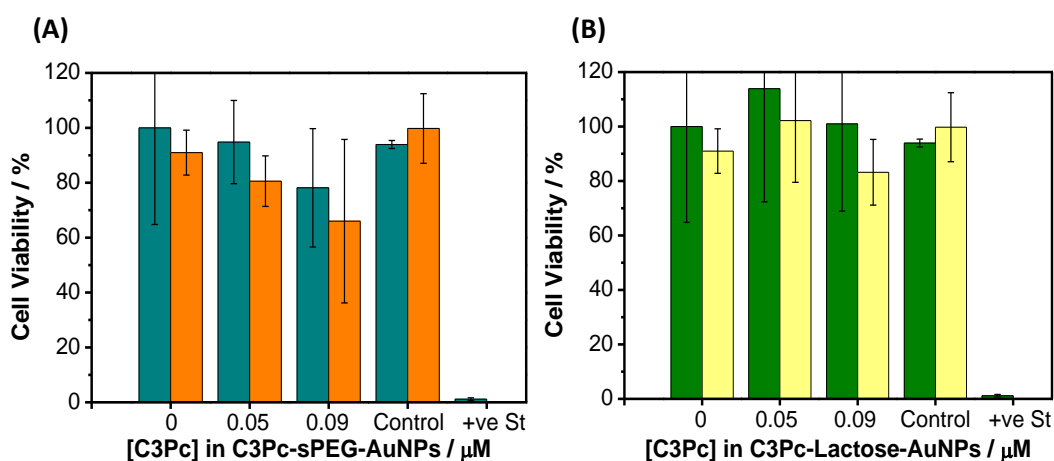 (A)
(B)
120
100
80
60
40
20
0
Cell Viability / %
0 0.05 0.09 Control +ve St
[C3Pc] in C3Pc-sPEG-AuNPs / μM
120
100
80
60
40
20
0
Cell Viability / %
0 0.05 0.09 Control +ve St
[C3Pc] in C3Pc-Lactose-AuNPs / μM